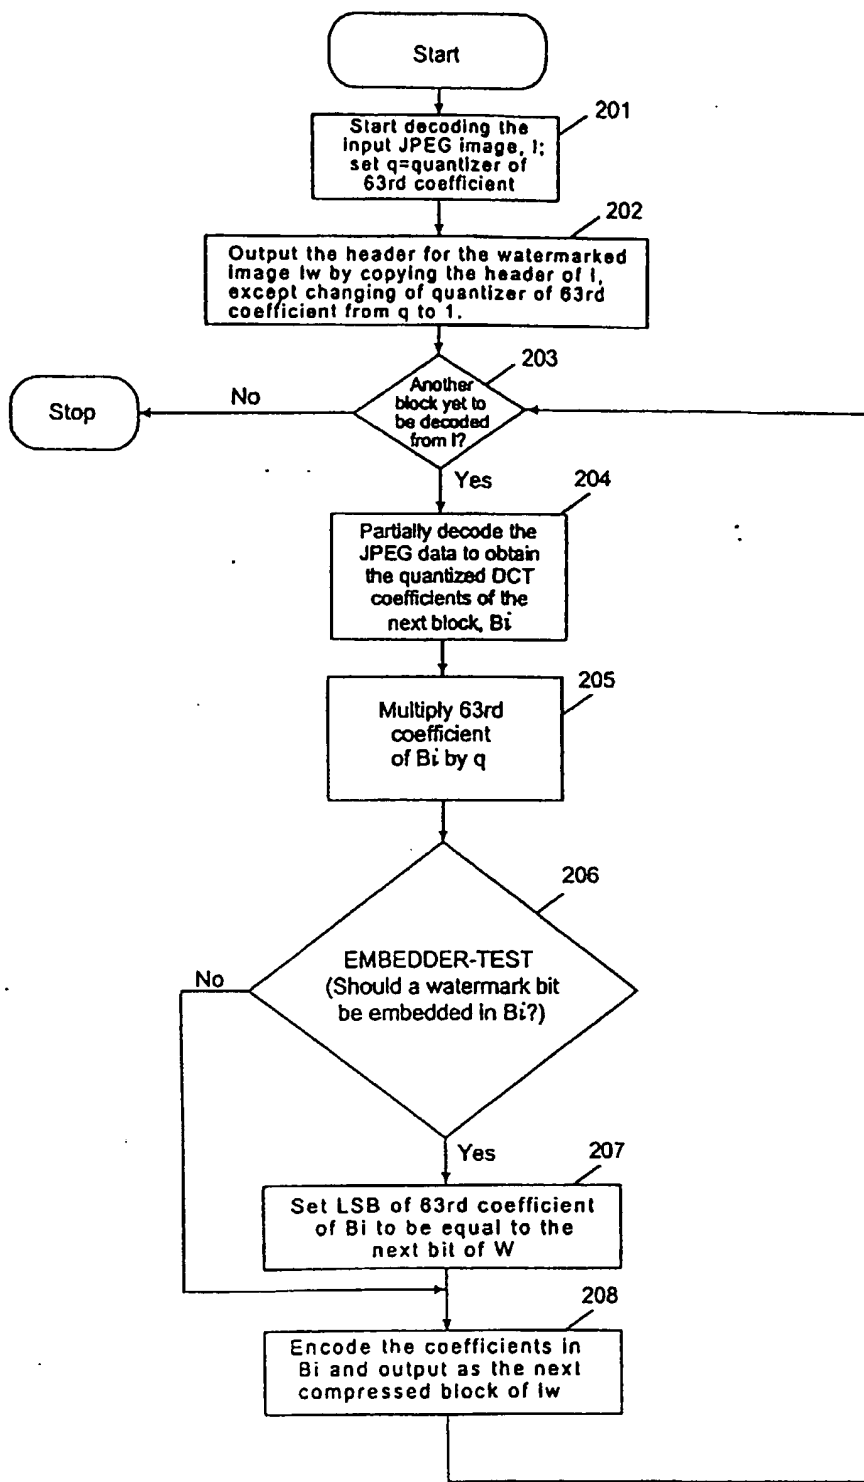 Start
201
Start decoding the
input JPEG image, I;
set q=quantizer of
63rd coefficient
202
Output the header for the watermarked
image Iw by copying the header of I,
except changing of quantizer of 63rd
coefficient from q to 1.
203
Another
block yet to
be decoded
from I?
No
Stop
Yes
204
Partially decode the
JPEG data to obtain
the quantized DCT
coefficients of the
next block, Bi
205
Multiply 63rd
coefficient
of Bi by q
206
EMBEDDER-TEST
(Should a watermark bit
be embedded in Bi?)
No
Yes
207
Set LSB of 63rd coefficient
of Bi to be equal to the
next bit of W
208
Encode the coefficients in
Bi and output as the next
compressed block of Iw